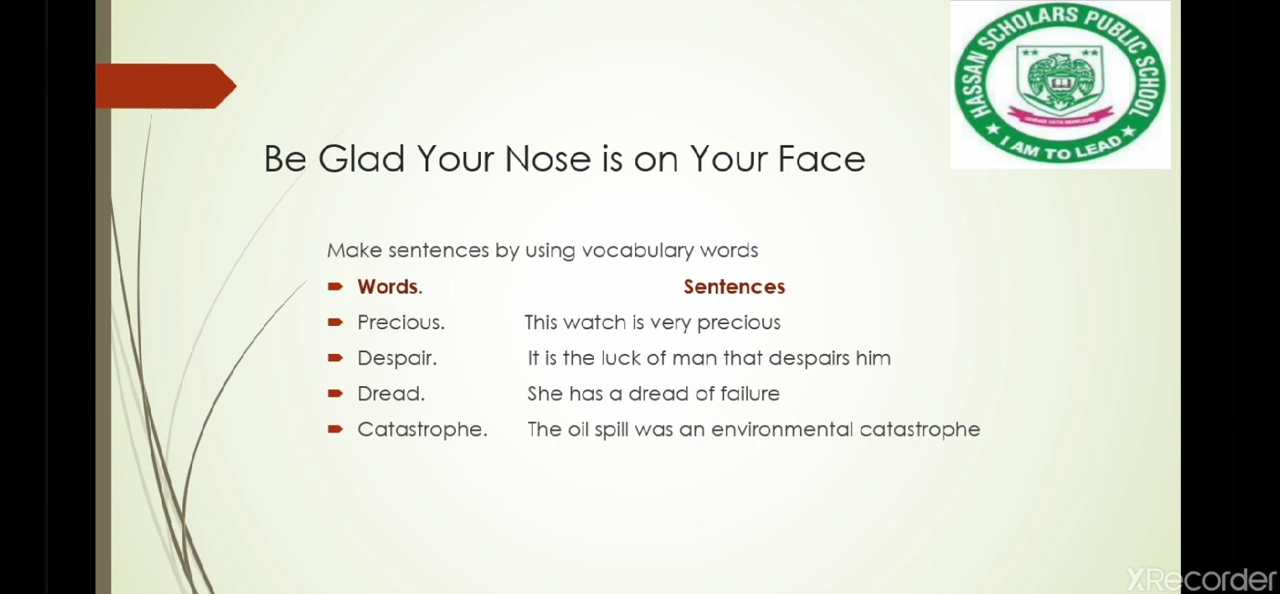 HASSAN SCHOLARS PUBLIC SCHOOL
I AM TO LEAD
Be Glad Your Nose is on Your Face
Make sentences by using vocabulary words
Words. Sentences
Precious. This watch is very precious
Despair. It is the luck of man that despairs him
Dread. She has a dread of failure
Catastrophe. The oil spill was an environmental catastrophe
XRecorder